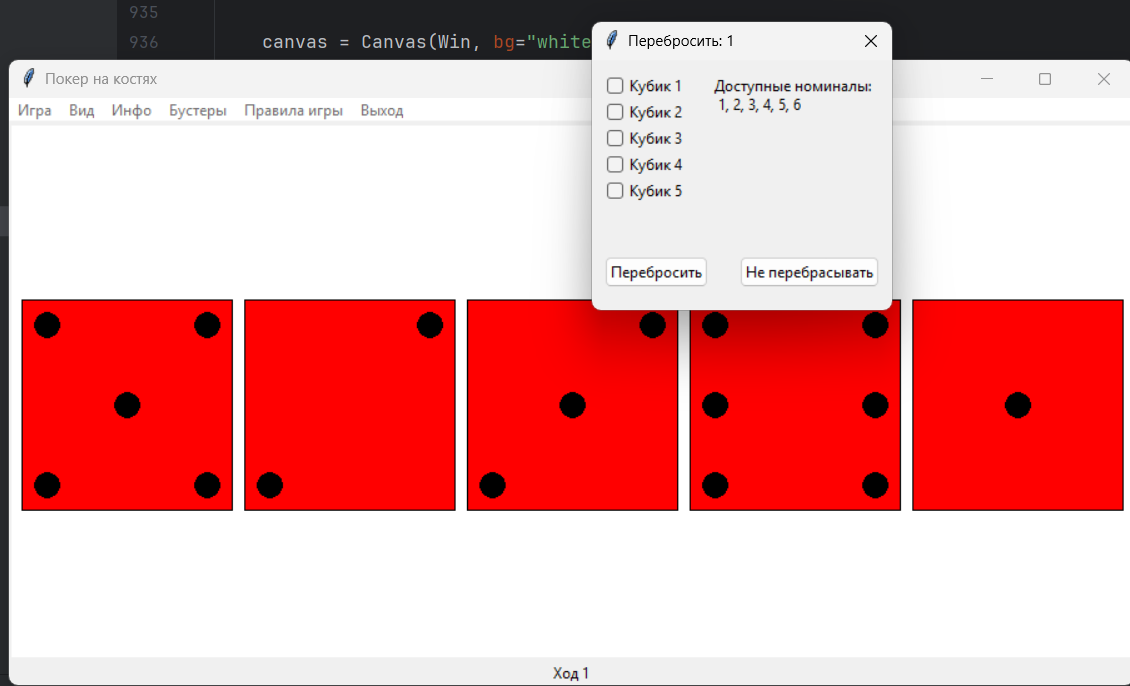 935
936
canvas = Canvas(Win, bg="white
Перебросить: 1
Кубик 1
Кубик 2
Кубик 3
Кубик 4
Кубик 5
Доступные номиналы:
1, 2, 3, 4, 5, 6
Перебросить
Не перебрасывать
Покер на костях
Игра Вид Инфо Бустеры Правила игры Выход
Ход 1